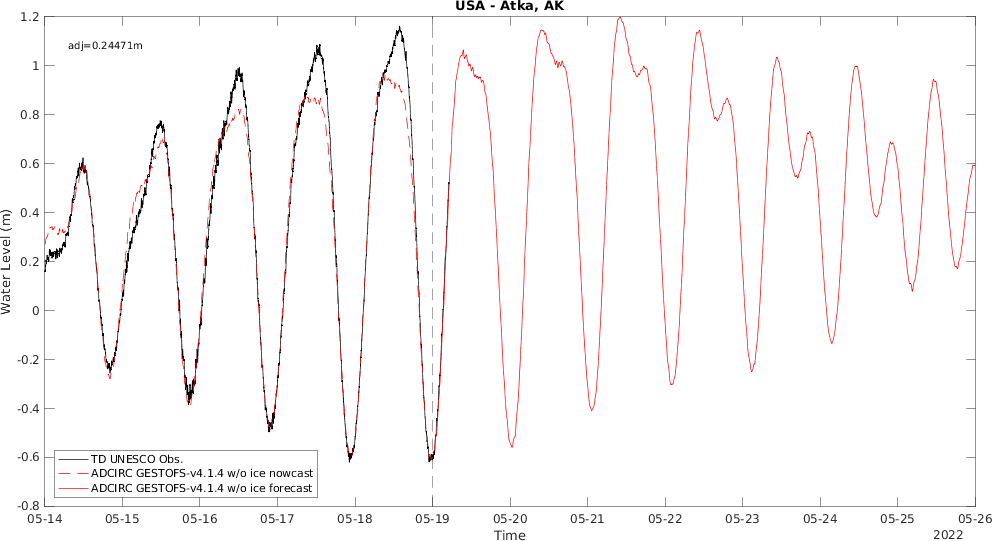 USA - Atka, AK
adj=0.24471m
1.2
1
0.8
0.6
0.4
0.2
0
-0.2
-0.4
-0.6
-0.8
Water Level (m)
TD UNESCO Obs.
ADCIRC GESTOFS-v4.1.4 w/o ice nowcast
ADCIRC GESTOFS-v4.1.4 w/o ice forecast
05-14 05-15 05-16 05-17 05-18 05-19 05-20 05-21 05-22 05-23 05-24 05-25 05-26
Time
2022